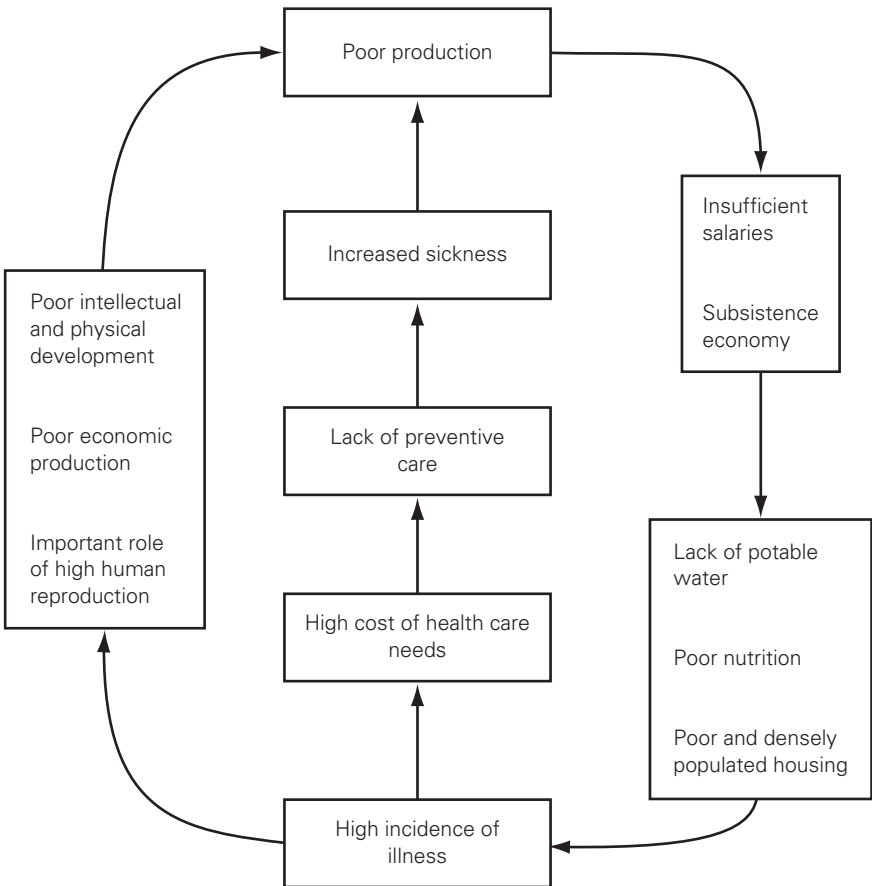 Poor production
Insufficient
salaries
Subsistence
economy
Increased sickness
Poor intellectual
and physical
development
Poor economic
production
Important role
of high human
reproduction
Lack of preventive
care
Lack of potable
water
Poor nutrition
Poor and densely
populated housing
High cost of health care
needs
High incidence of
illness